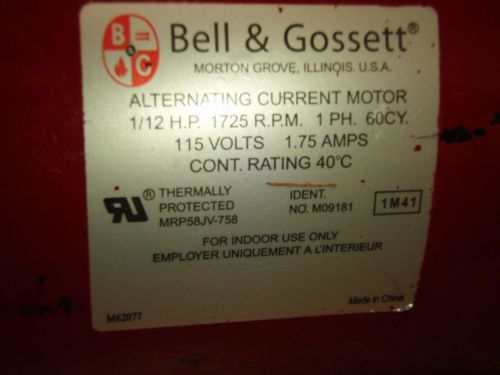 B
&
G
Bell & Gossett®
MORTON GROVE, ILLINOIS. U.S.A.
ALTERNATING CURRENT MOTOR
1/12 H.P. 1725 R.P.M. 1 PH. 60CY.
115 VOLTS 1.75 AMPS
CONT. RATING 40°C
RU® THERMALLY PROTECTED MRP58JV-758
IDENT. NO. M09181
1M41
FOR INDOOR USE ONLY
EMPLOYER UNIQUEMENT A L'INTERIEUR
Made in China
M62077